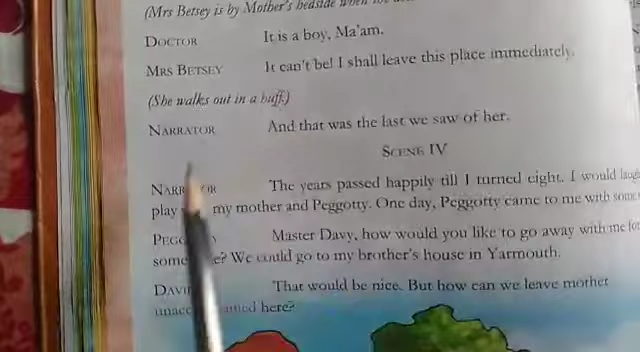 (Mrs Betsey is by Mother's bedside when the
DOCTOR It is a boy, Ma'am.
MRS BETSEY It can't be! I shall leave this place immediately.
(She walks out in a huff.)
NARRATOR And that was the last we saw of her.
SCENE IV
The years passed happily till I turned eight. I would
play my mother and Peggotty. One day, Peggotty came to me with
Master Davy, how would you like to go away with me
We could go to my brother's house in Yarmouth.
That would be nice. But how can we leave mother
here?